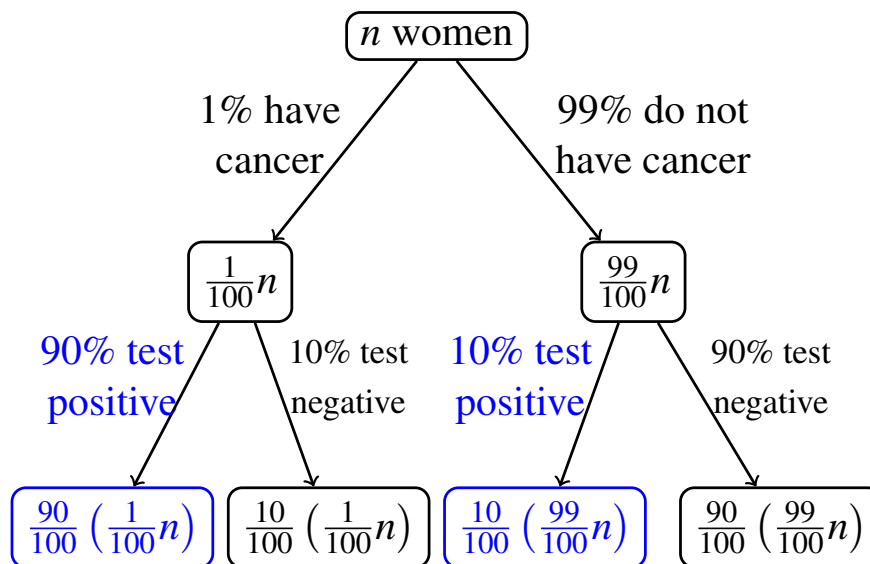 n women
1% have
cancer
99% do not
have cancer
1/100 n
99/100 n
90% test
positive
10% test
negative
10% test
positive
90% test
negative
90/100 (1/100 n)
10/100 (1/100 n)
10/100 (99/100 n)
90/100 (99/100 n)